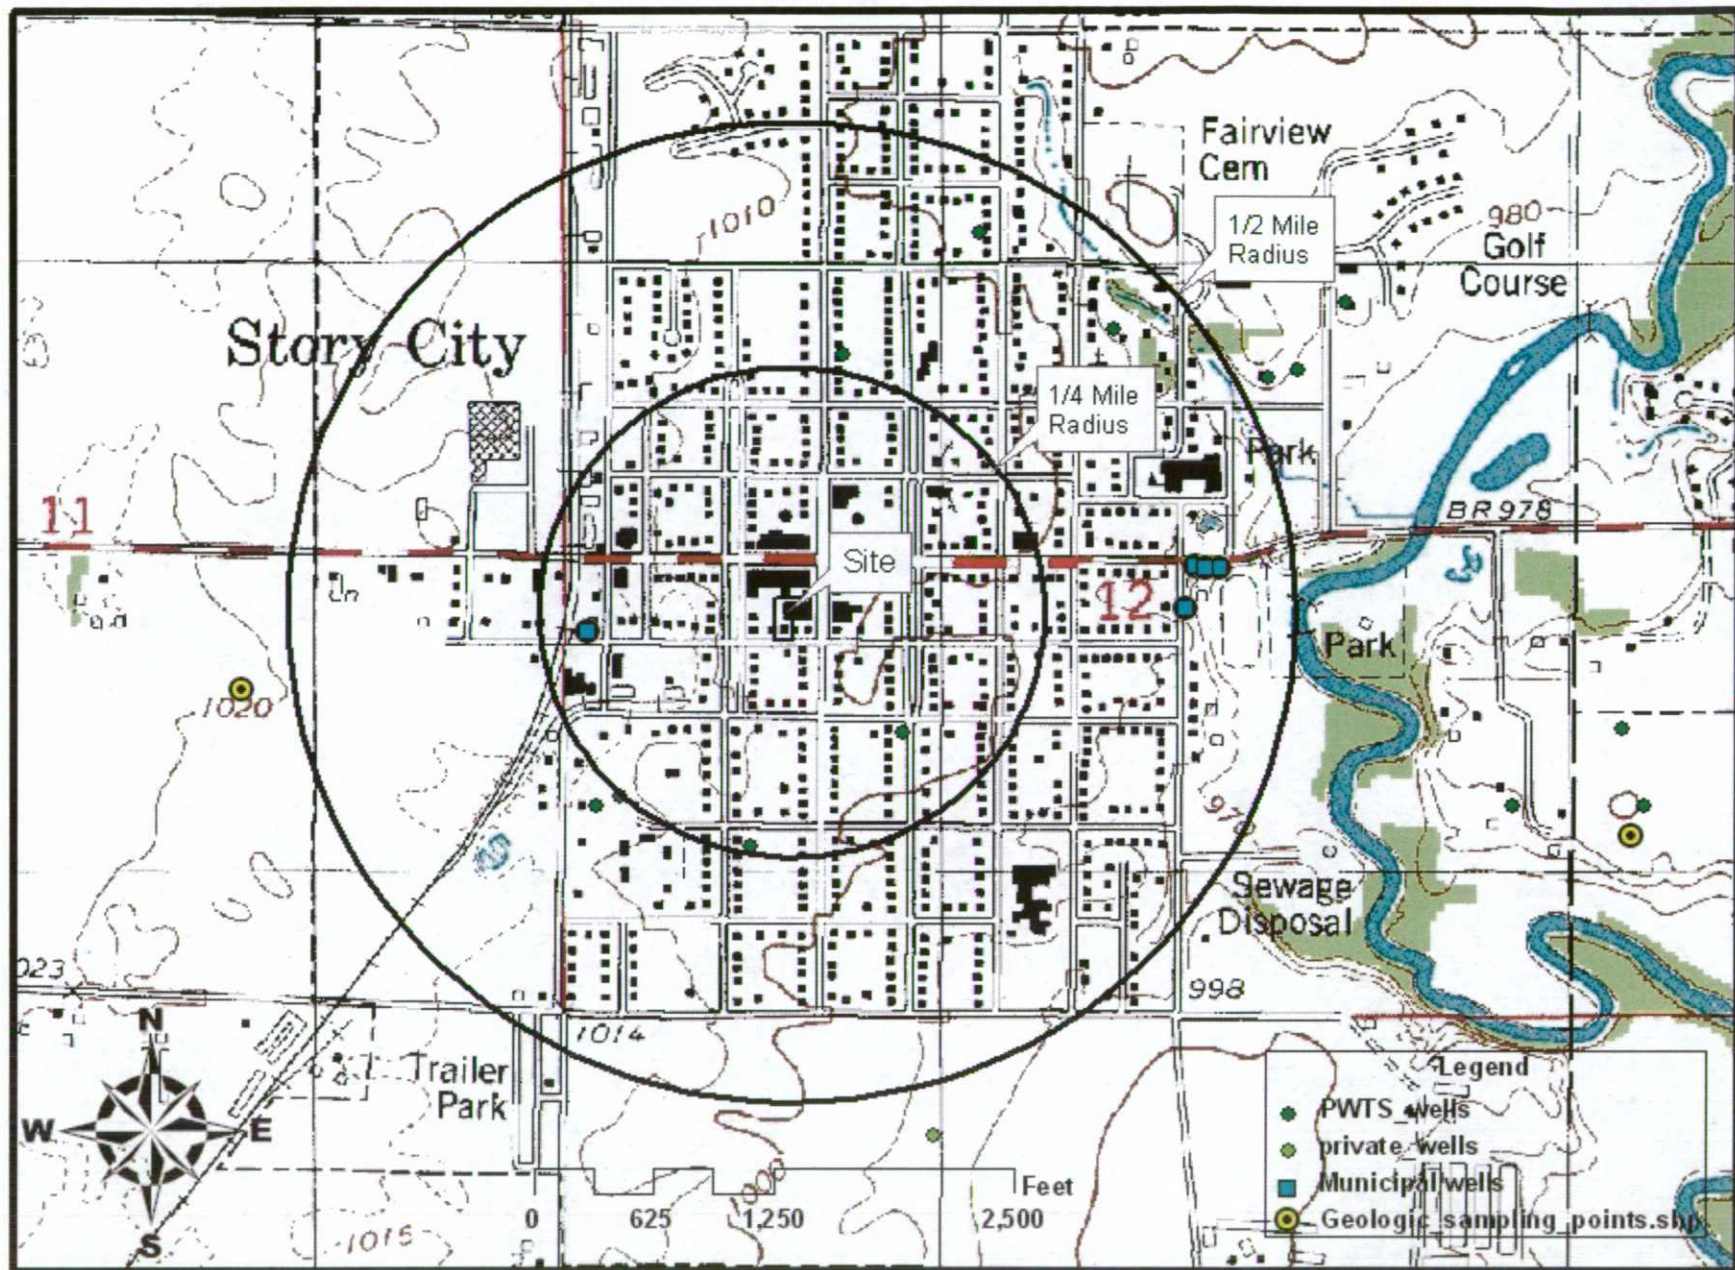 Fairview
Cem
1010
1/2 Mile
Radius
980
Golf
Course
Story City
1/4 Mile
Radius
Park
11
BR 978
Site
12
Park
1020
Sewage
Disposal
023
998
1014
N
Trailer
Park
W
E
S
Legend
PWTS_wells
private_wells
Municipal wells
Geologic_sampling_points.shp
1000
Feet
0
625
1,250
2,500
1015